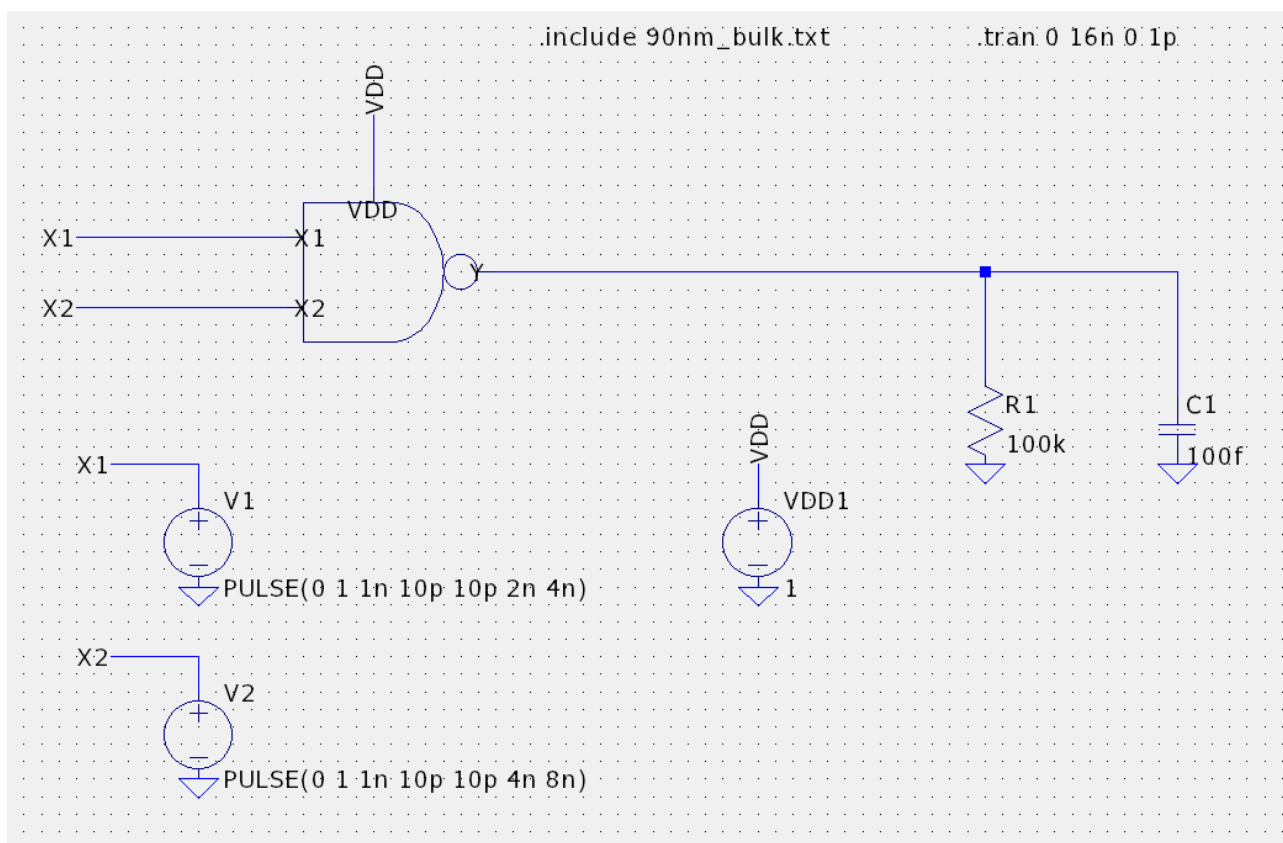 .include 90nm_bulk.txt
.tran 0 16n 0 1p
VDD
VDD
X1
X1
Y
X2
X2
R1
100k
C1
100f
VDD
X1
V1
VDD1
PULSE(0 1 1n 10p 10p 2n 4n)
1
X2
V2
PULSE(0 1 1n 10p 10p 4n 8n)